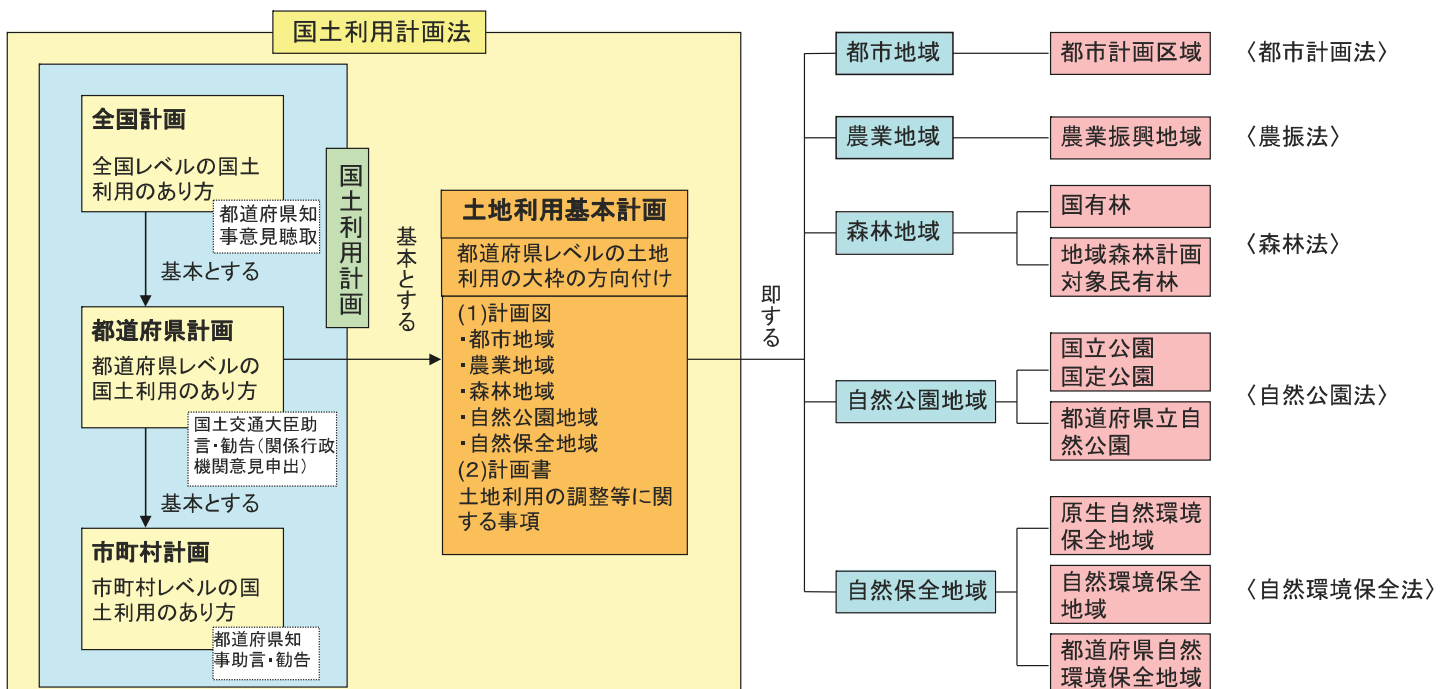 国土利用計画法
全国計画
全国レベルの国土
利用のあり方
都道府県知
事意見聴取
基本とする
都道府県計画
都道府県レベルの
国土利用のあり方
国土交通大臣助
言・勧告(関係行政
機関意見申出)
基本とする
市町村計画
市町村レベルの国
土利用のあり方
都道府県知
事助言・勧告
国土利用計画
基本とする
土地利用基本計画
都道府県レベルの土地
利用の大枠の方向付け
(1)計画図
・都市地域
・農業地域
・森林地域
・自然公園地域
・自然保全地域
(2)計画書
土地利用の調整等に関
する事項
即する
都市地域
都市計画区域
〈都市計画法〉
農業地域
農業振興地域
〈農振法〉
森林地域
国有林
地域森林計画
対象民有林
〈森林法〉
自然公園地域
国立公園
国定公園
都道府県立自
然公園
〈自然公園法〉
自然保全地域
原生自然環境
保全地域
自然環境保全
地域
都道府県自然
環境保全地域
〈自然環境保全法〉